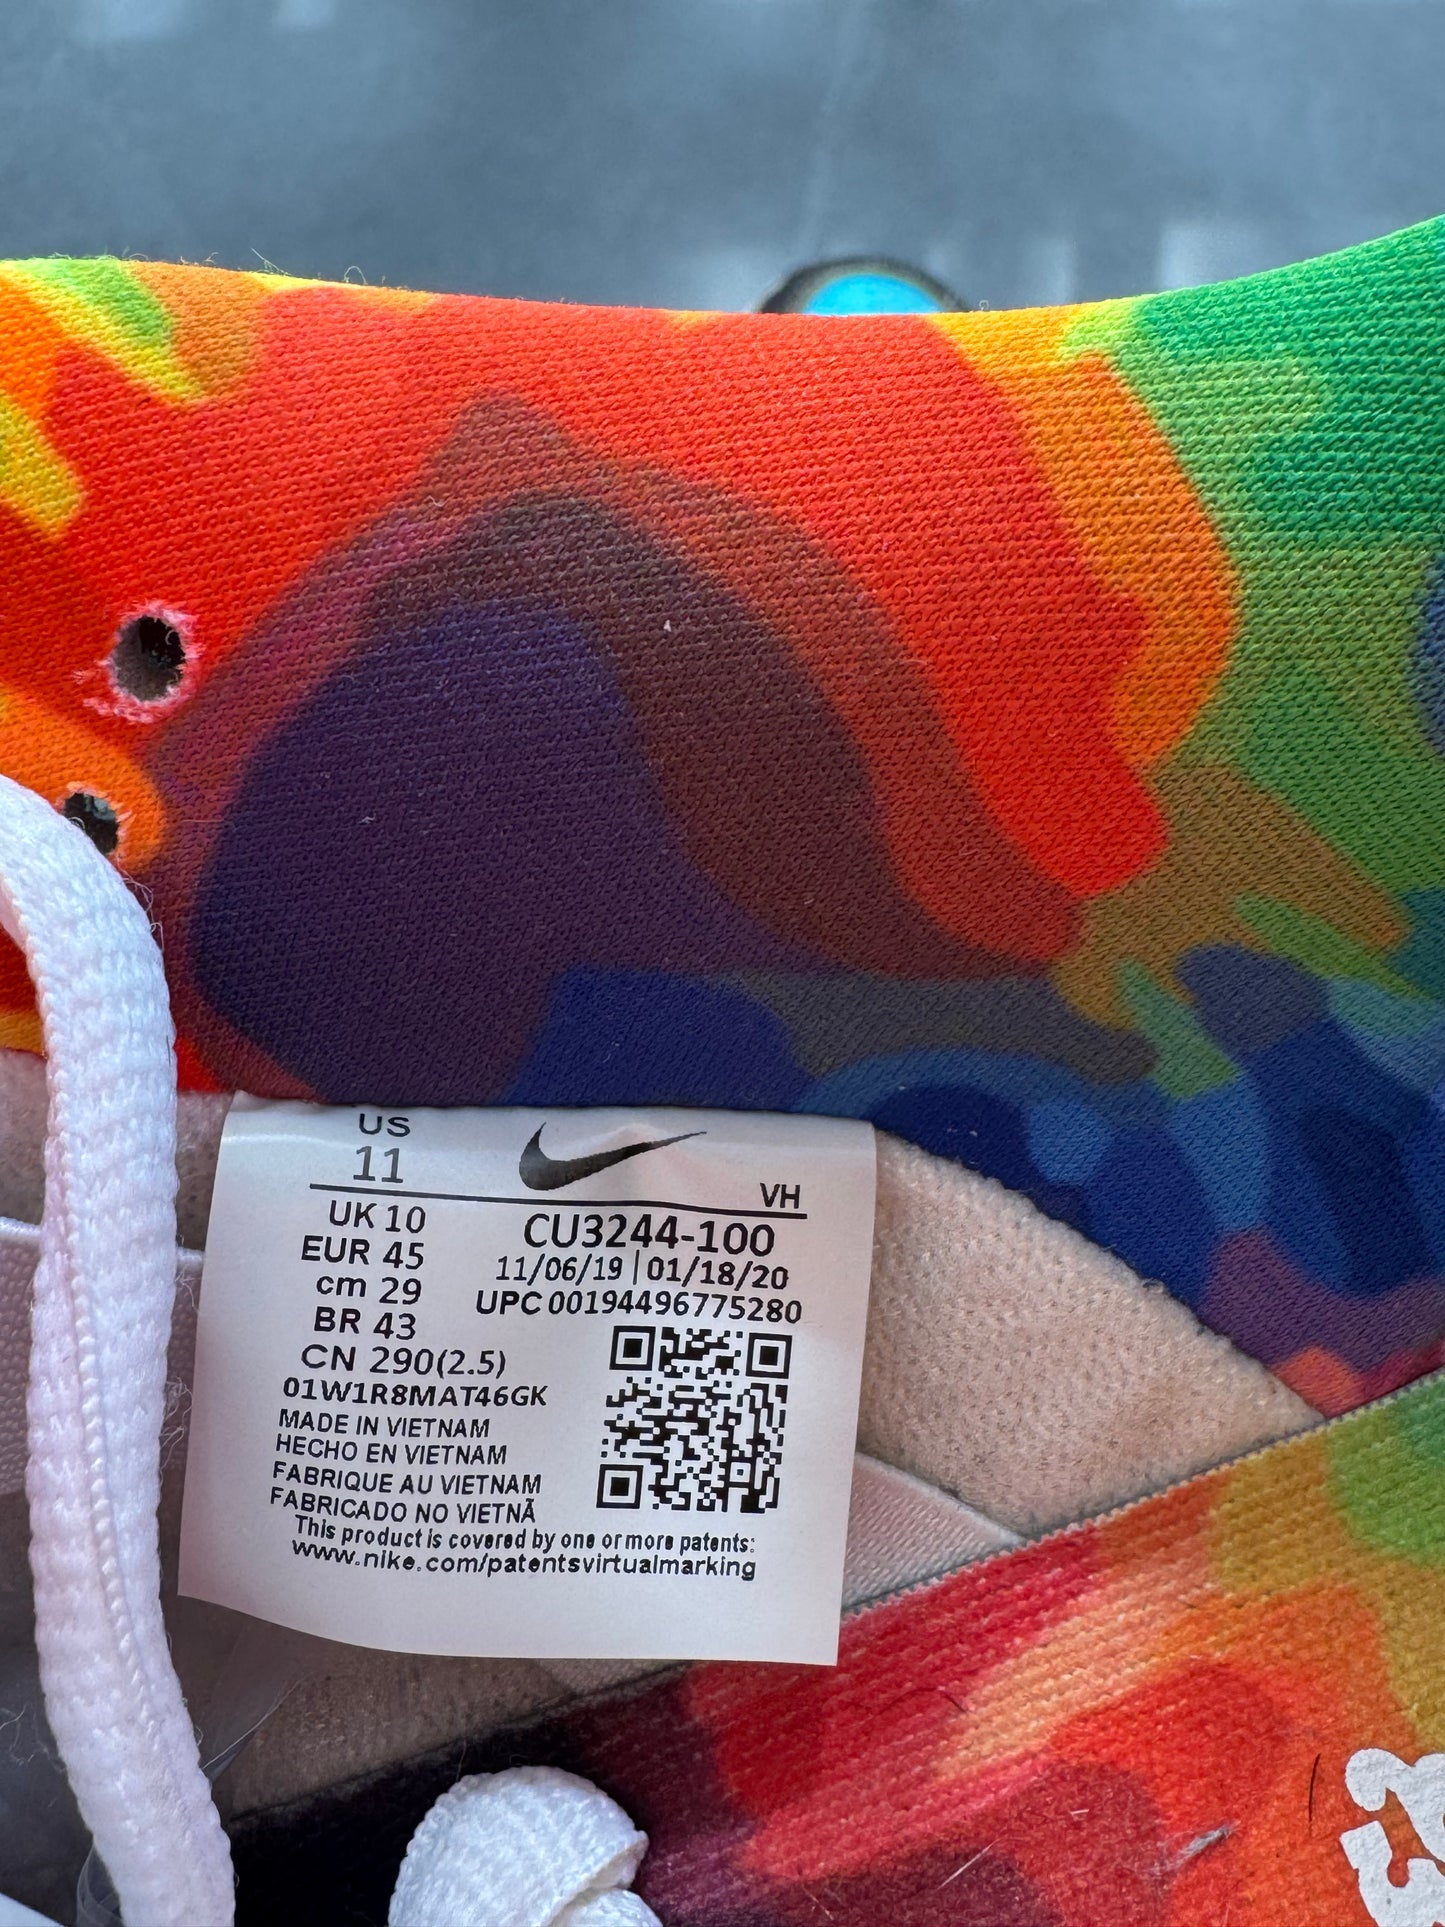 US
11
VH
UK 10
CU3244-100
EUR 45
11/06/19 | 01/18/20
cm 29
UPC 00194496775280
BR 43
CN 290(2.5)
01W1R8MAT46GK
MADE IN VIETNAM
HECHO EN VIETNAM
FABRIQUE AU VIETNAM
FABRICADO NO VIETNÃ
This product is covered by one or more patents:
www.nike.com/patentsvirtualmarking